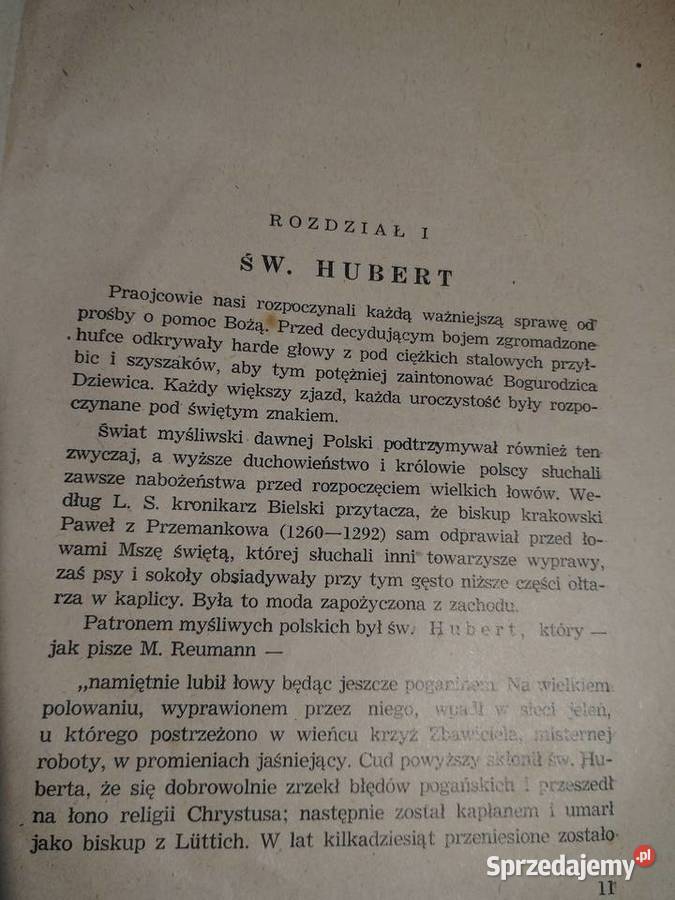 ROZDZIAŁ I
ŚW. HUBERT
Praojcowie nasi rozpoczynali każdą ważniejszą sprawę od
prośby o pomoc Bożą. Przed decydującym bojem zgromadzone
hufce odkrywały harde głowy z pod ciężkich stalowych przył-
bic i szyszaków, aby tym potężniej zaintonować Bogurodzica
Dziewica. Każdy większy zjazd, każda uroczystość były rozpo-
czynane pod świętym znakiem.
Świat myśliwski dawnej Polski podtrzymywał również ten
zwyczaj, a wyższe duchowieństwo i królowie polscy słuchali
zawsze nabożeństwa przed rozpoczęciem wielkich łowów. We-
dług L. S. kronikarz Bielski przytacza, że biskup krakowski
Paweł z Przemankowa (1260—1292) sam odprawiał przed ło-
wami Mszę świętą, której słuchali inni towarzysze wyprawy,
zaś psy i sokoły obsiadywały przy tym gęsto niższe części ołta-
rza w kaplicy. Była to moda zapożyczona z zachodu.
Patronem myśliwych polskich był św. Hubert, który —
jak pisze M. Reumann —
„namiętnie lubił łowy będąc jeszcze poganinem. Na wielkiem
polowaniu, wyprawionem przez niego, wpadł w sieci jeleń,
u którego postrzeżono w wieńcu krzyż Zbawiciela, misternej
roboty, w promieniach jaśniejący. Cud powyższy skłonił św. Hu-
berta, że się dobrowolnie zrzekł błędów pogańskich i przeszedł
na łono religii Chrystusa; następnie został kapłanem i umarł
jako biskup z Lüttich. W lat kilkadziesiąt przeniesione zostało
11
Sprzedajemy.pl